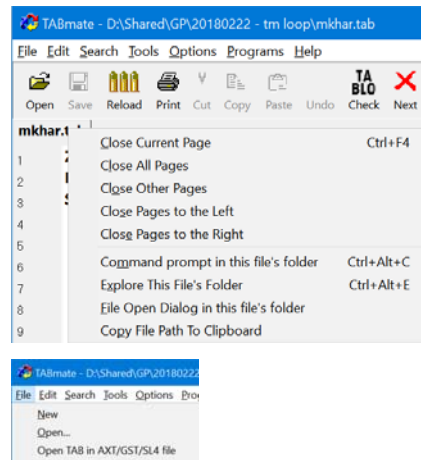 TABmate - D:\Shared\GP\20180222 - tm loop\mkhar.tab
File Edit Search Tools Options Programs Help
TA
BLO
Open Save Reload Print Cut Copy Paste Undo Check Next
Close Current Page Ctrl+F4
1 Close All Pages
2 Close Other Pages
3 Close Pages to the Left
4
5 Close Pages to the Right
6 Command prompt in this file's folder Ctrl+Alt+C
7 Explore This File's Folder Ctrl+Alt+E
8 File Open Dialog in this file's folder
9 Copy File Path To Clipboard
TABmate - D:\Shared\GP\20180222
File Edit Search Tools Options
New
Open...
Open TAB in AXT/GST/SL4 file